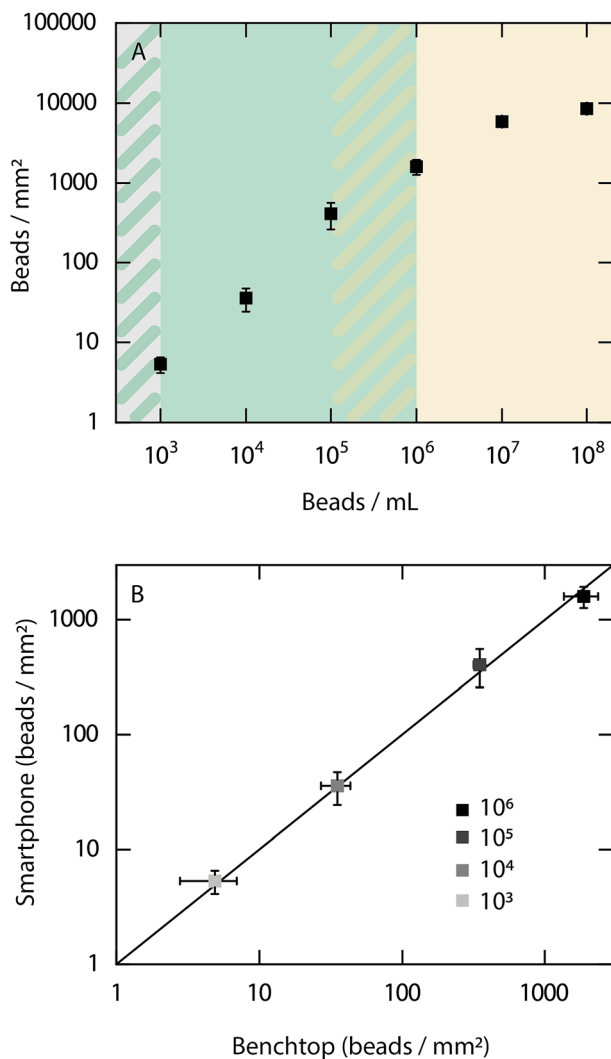 A
100000
10000
1000
100
10
1
Beads / mm²
10³ 10⁴ 10⁵ 10⁶ 10⁷ 10⁸
Beads / mL
B
1000
100
10
1
Smartphone (beads / mm²)
10⁶
10⁵
10⁴
10³
1 10 100 1000
Benchtop (beads / mm²)